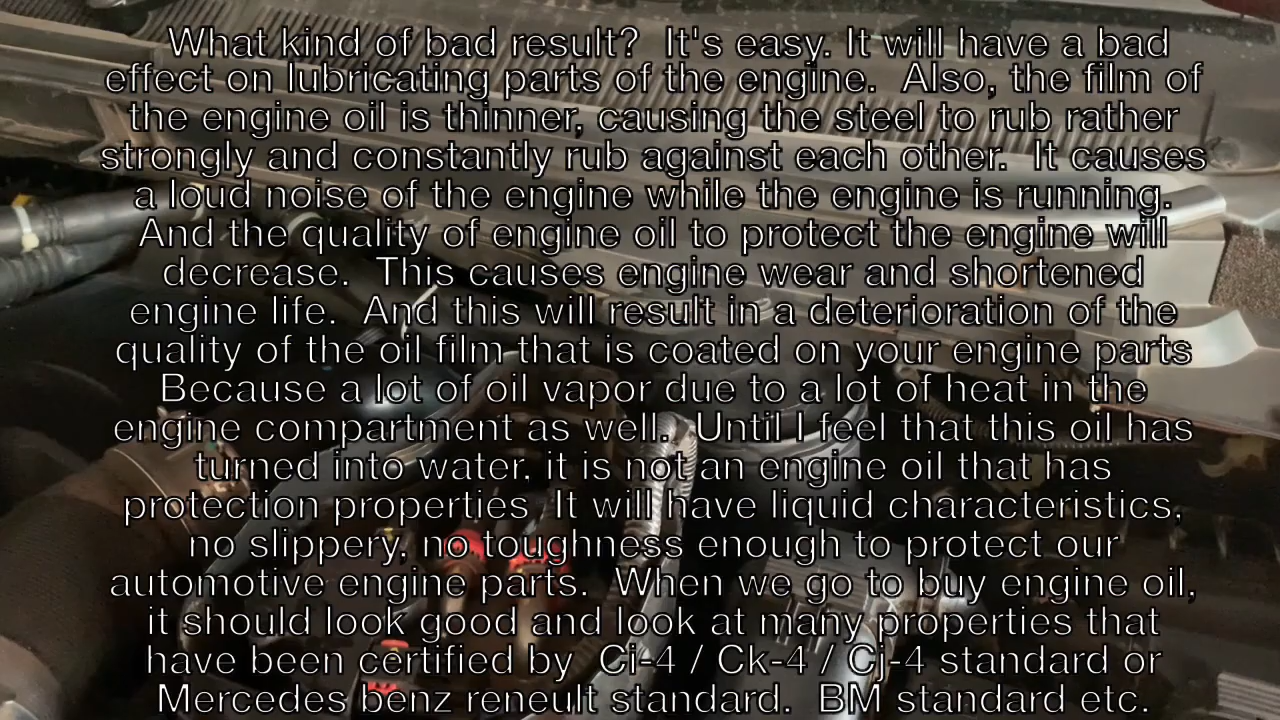 What kind of bad result?  It's easy. It will have a bad
effect on lubricating parts of the engine.  Also, the film of
the engine oil is thinner, causing the steel to rub rather
strongly and constantly rub against each other.  It causes
a loud noise of the engine while the engine is running.
And the quality of engine oil to protect the engine will
decrease.  This causes engine wear and shortened
engine life.  And this will result in a deterioration of the
quality of the oil film that is coated on your engine parts
Because a lot of oil vapor due to a lot of heat in the
engine compartment as well.  Until I feel that this oil has
turned into water, it is not an engine oil that has
protection properties  It will have liquid characteristics,
no slippery, no toughness enough to protect our
automotive engine parts.  When we go to buy engine oil,
it should look good and look at many properties that
have been certified by  Ci-4 / Ck-4 / Cj-4 standard or
Mercedes benz reneult standard.  BM standard etc.